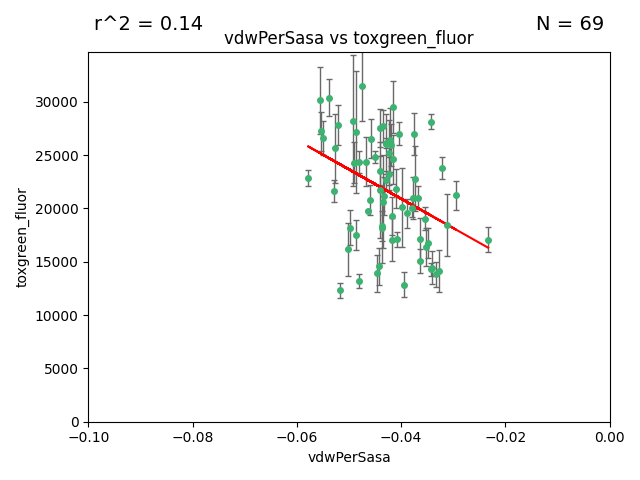 r^2 = 0.14
N = 69
vdwPerSasa vs toxgreen_fluor
30000
25000
20000
15000
10000
5000
0
toxgreen_fluor
−0.10
−0.08
−0.06
−0.04
−0.02
0.00
vdwPerSasa